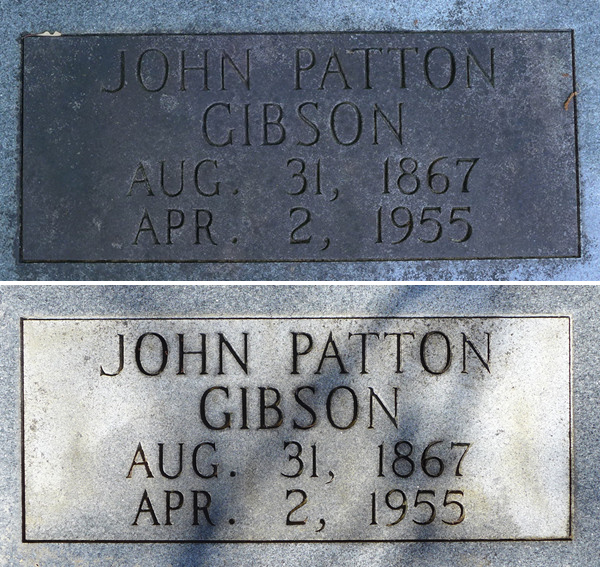 JOHN PATTON
GIBSON
AUG. 31, 1867
APR. 2, 1955
JOHN PATTON
GIBSON
AUG. 31, 1867
APR. 2, 1955